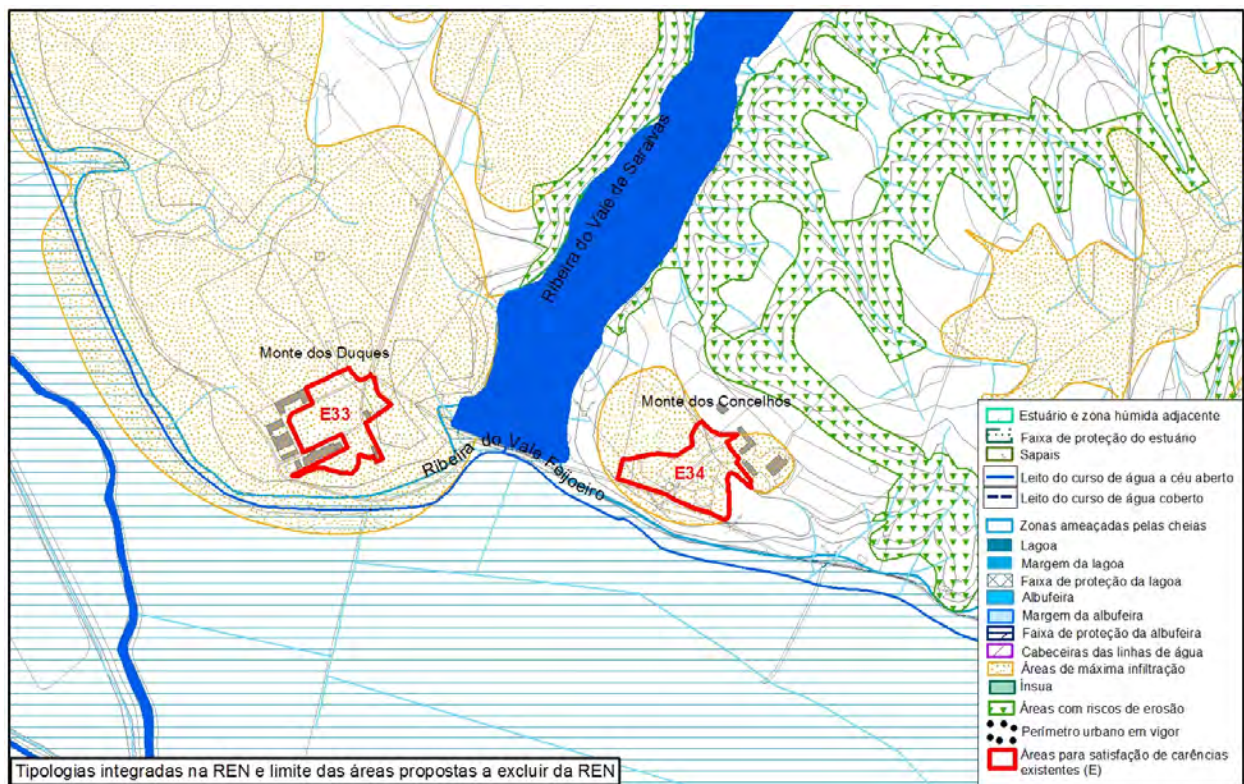 Ribeira do Vale de Saraivas
Monte dos Duques
E33
Ribeira do Vale Feijoeiro
Monte dos Concelhos
E34
Estuário e zona húmida adjacente
Faixa de proteção do estuário
Sapais
Leito do curso de água a céu aberto
Leito do curso de água coberto
Zonas ameaçadas pelas cheias
Lagoa
Margem da lagoa
Faixa de proteção da lagoa
Albufeira
Margem da albufeira
Faixa de proteção da albufeira
Cabeceiras das linhas de água
Áreas de máxima infiltração
Ínsua
Áreas com riscos de erosão
Perímetro urbano em vigor
Áreas para satisfação de carências
existentes (E)
Tipologias integradas na REN e limite das áreas propostas a excluir da REN